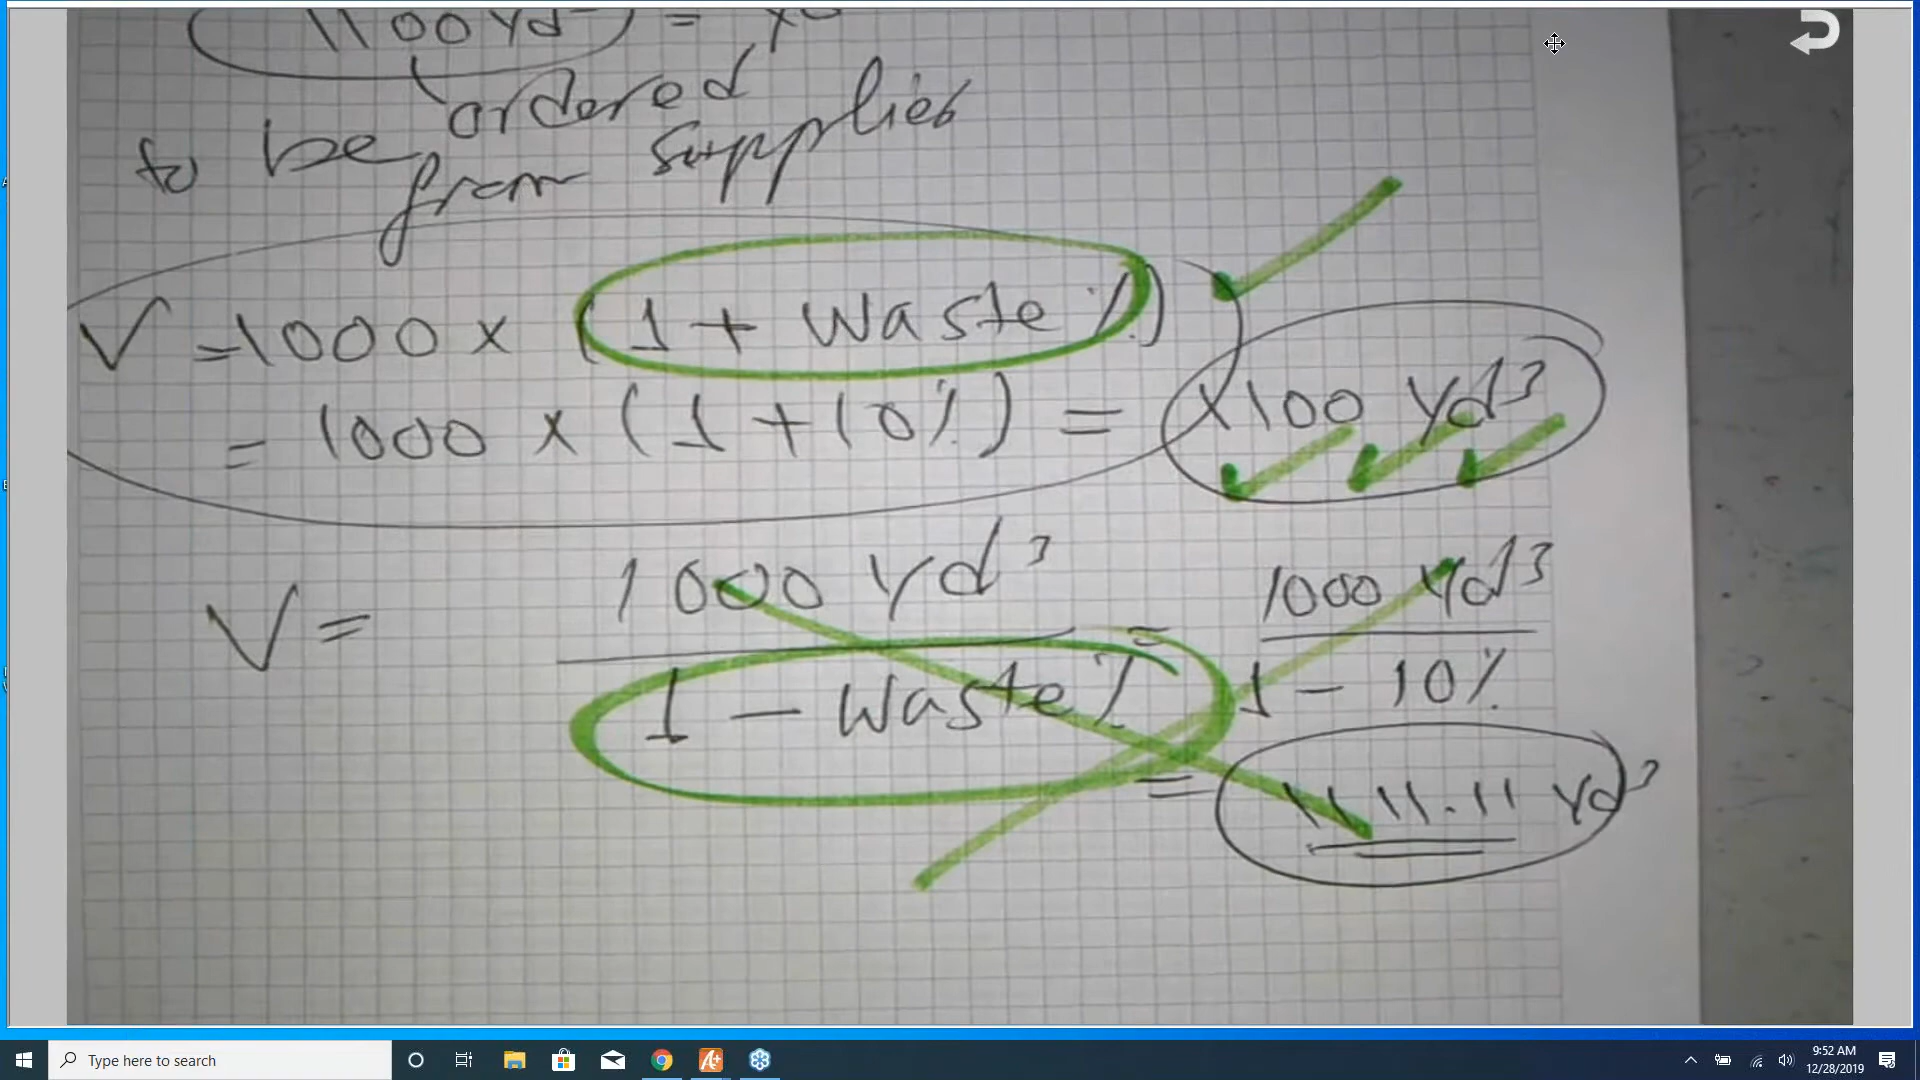 1100 yd³ =
to be ordered
from supplier
V = 1000 x (1 + waste %)
= 1000 x (1 + 10%) = 1100 yd³
V = 1000 yd³ = 1000 yd³
1 - waste % 1 - 10%
= 1111.11 yd³
Type here to search
9:52 AM
12/28/2019